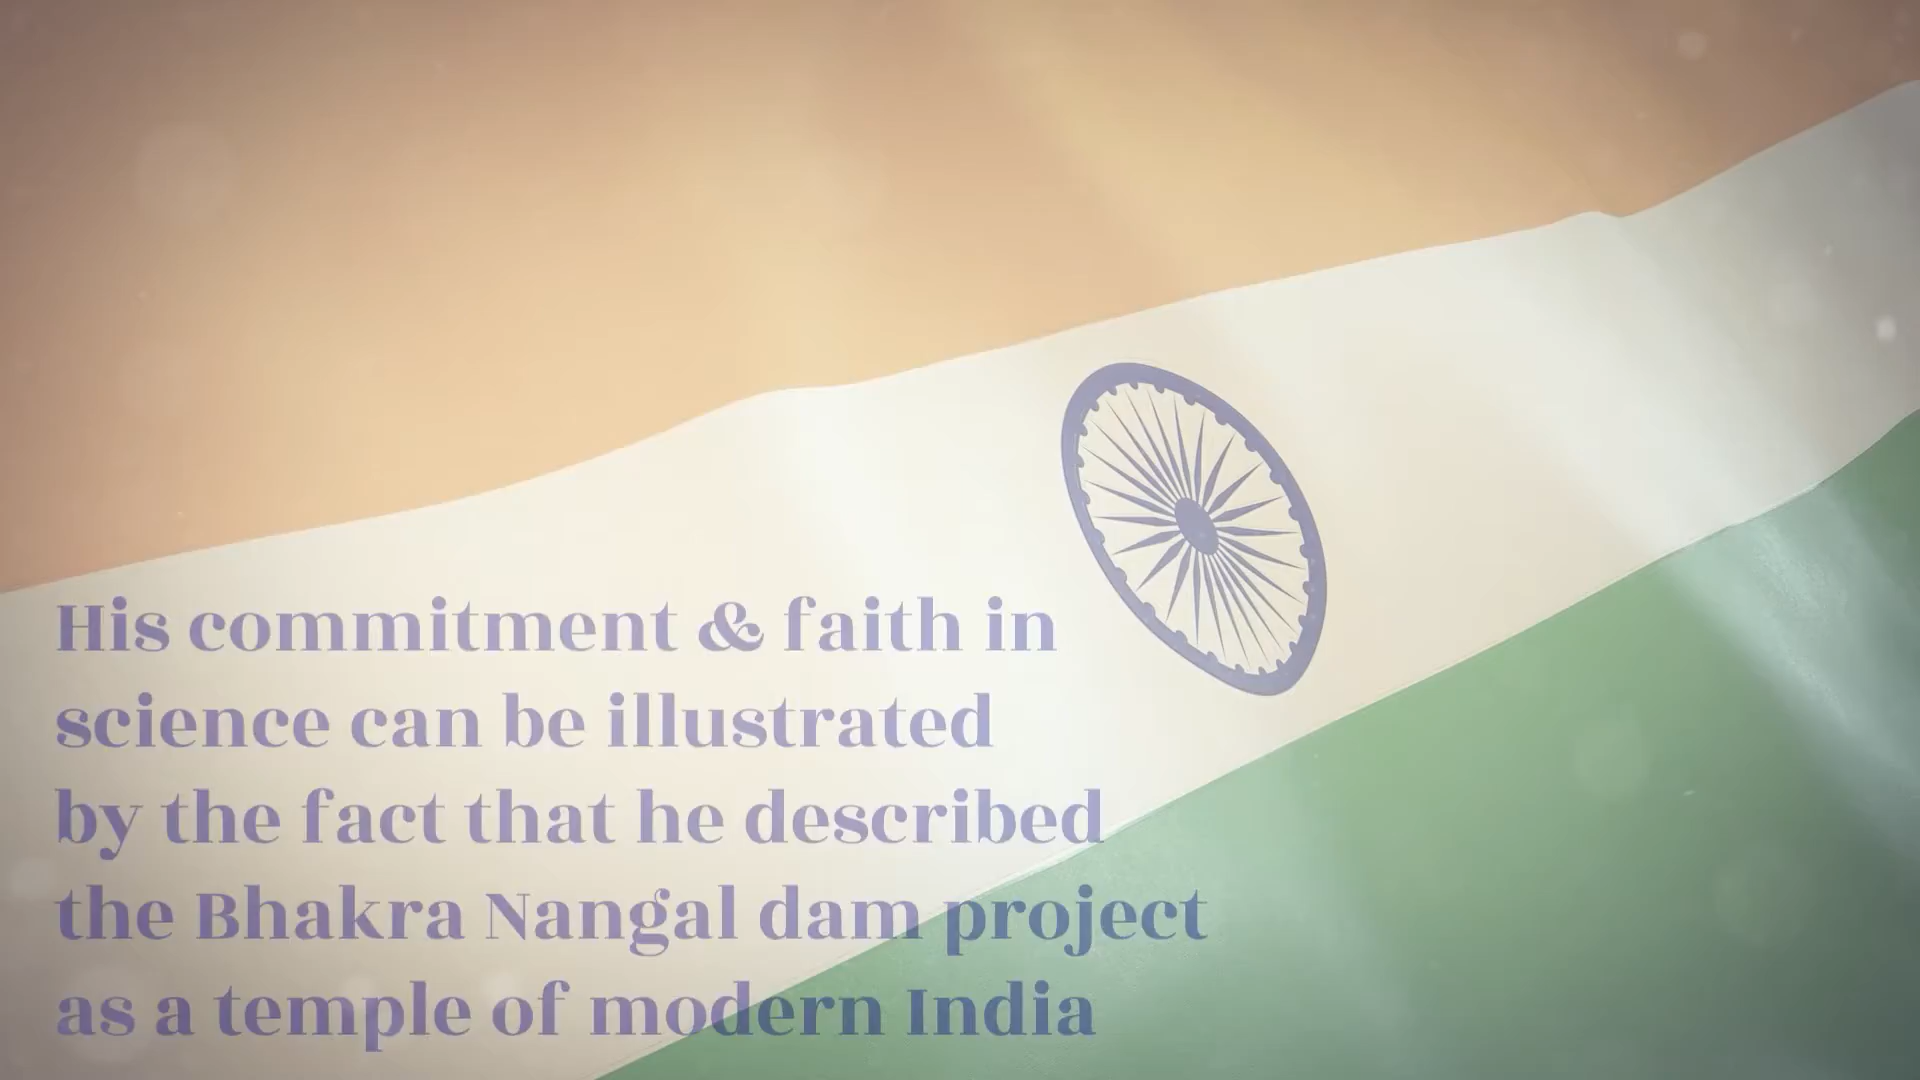 His commitment & faith in
science can be illustrated
by the fact that he described
the Bhakra Nangal dam project
as a temple of modern India